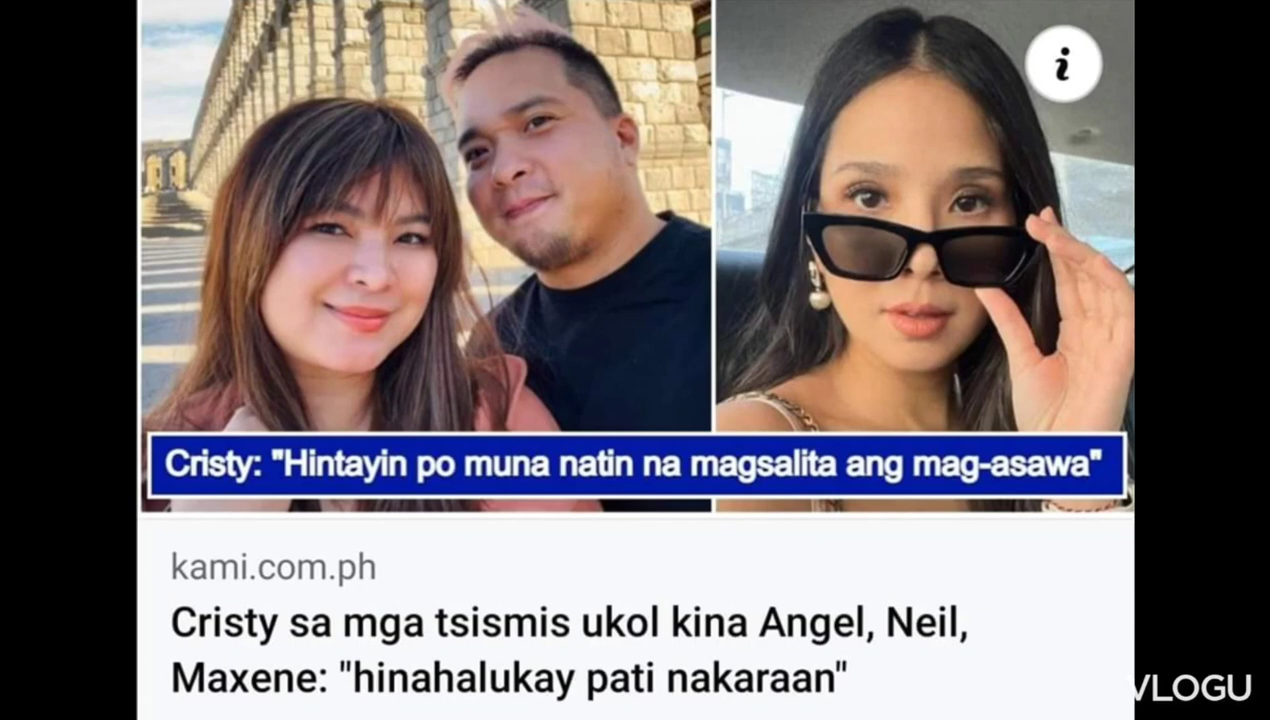 i
Cristy: "Hintayin po muna natin na magsalita ang mag-asawa"
kami.com.ph
Cristy sa mga tsismis ukol kina Angel, Neil,
Maxene: "hinahalukay pati nakaraan"
VLOGU